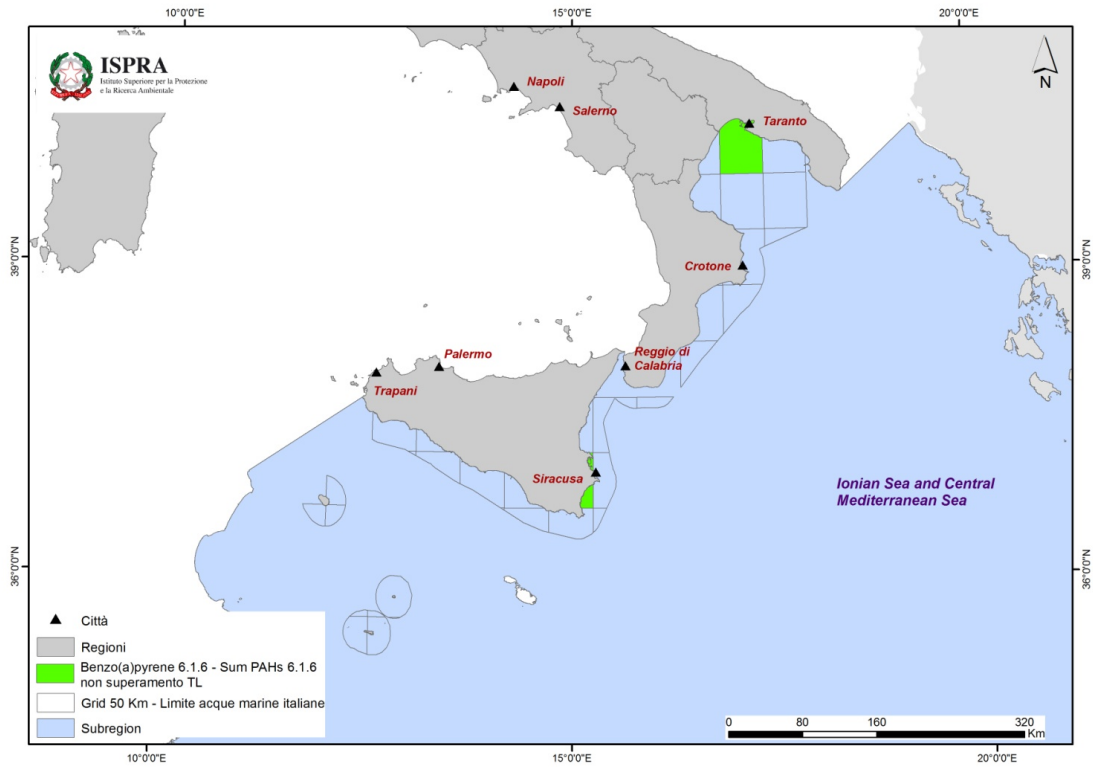 10°0'0"E
15°0'0"E
20°0'0"E
ISPRA
Istituto Superiore per la Protezione
e la Ricerca Ambientale
N
Napoli
Salerno
Taranto
39°0'0"N
39°0'0"N
Crotone
Palermo
Reggio di
Calabria
Trapani
Siracusa
Ionian Sea and Central
Mediterranean Sea
36°0'0"N
36°0'0"N
Città
Regioni
Benzo(a)pyrene 6.1.6 - Sum PAHs 6.1.6
non superamento TL
Grid 50 Km - Limite acque marine italiane
Subregion
0 80 160 320
Km
10°0'0"E
15°0'0"E
20°0'0"E